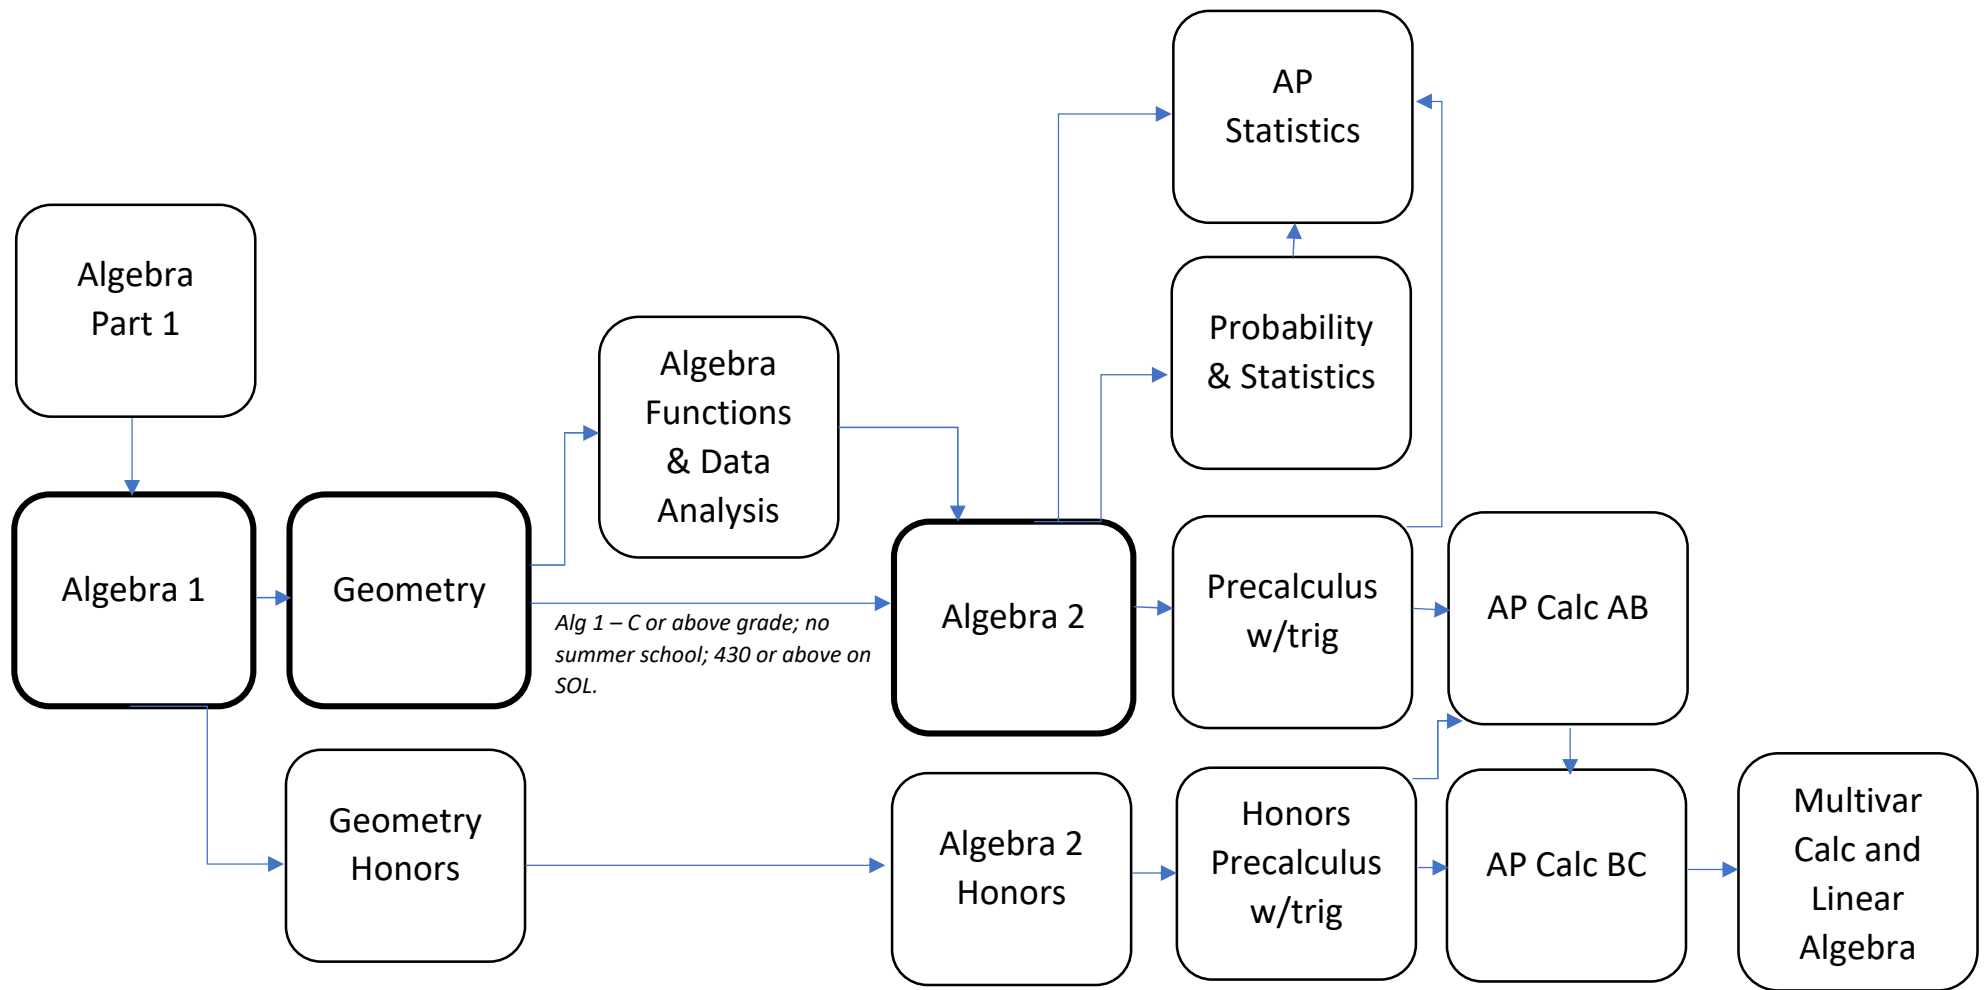 AP
Statistics
Algebra
Part 1
Probability
& Statistics
Algebra
Functions
& Data
Analysis
Algebra 1
Geometry
Alg 1 – C or above grade; no
summer school; 430 or above on
SOL.
Algebra 2
Precalculus
w/trig
AP Calc AB
Geometry
Honors
Algebra 2
Honors
Honors
Precalculus
w/trig
AP Calc BC
Multivar
Calc and
Linear
Algebra